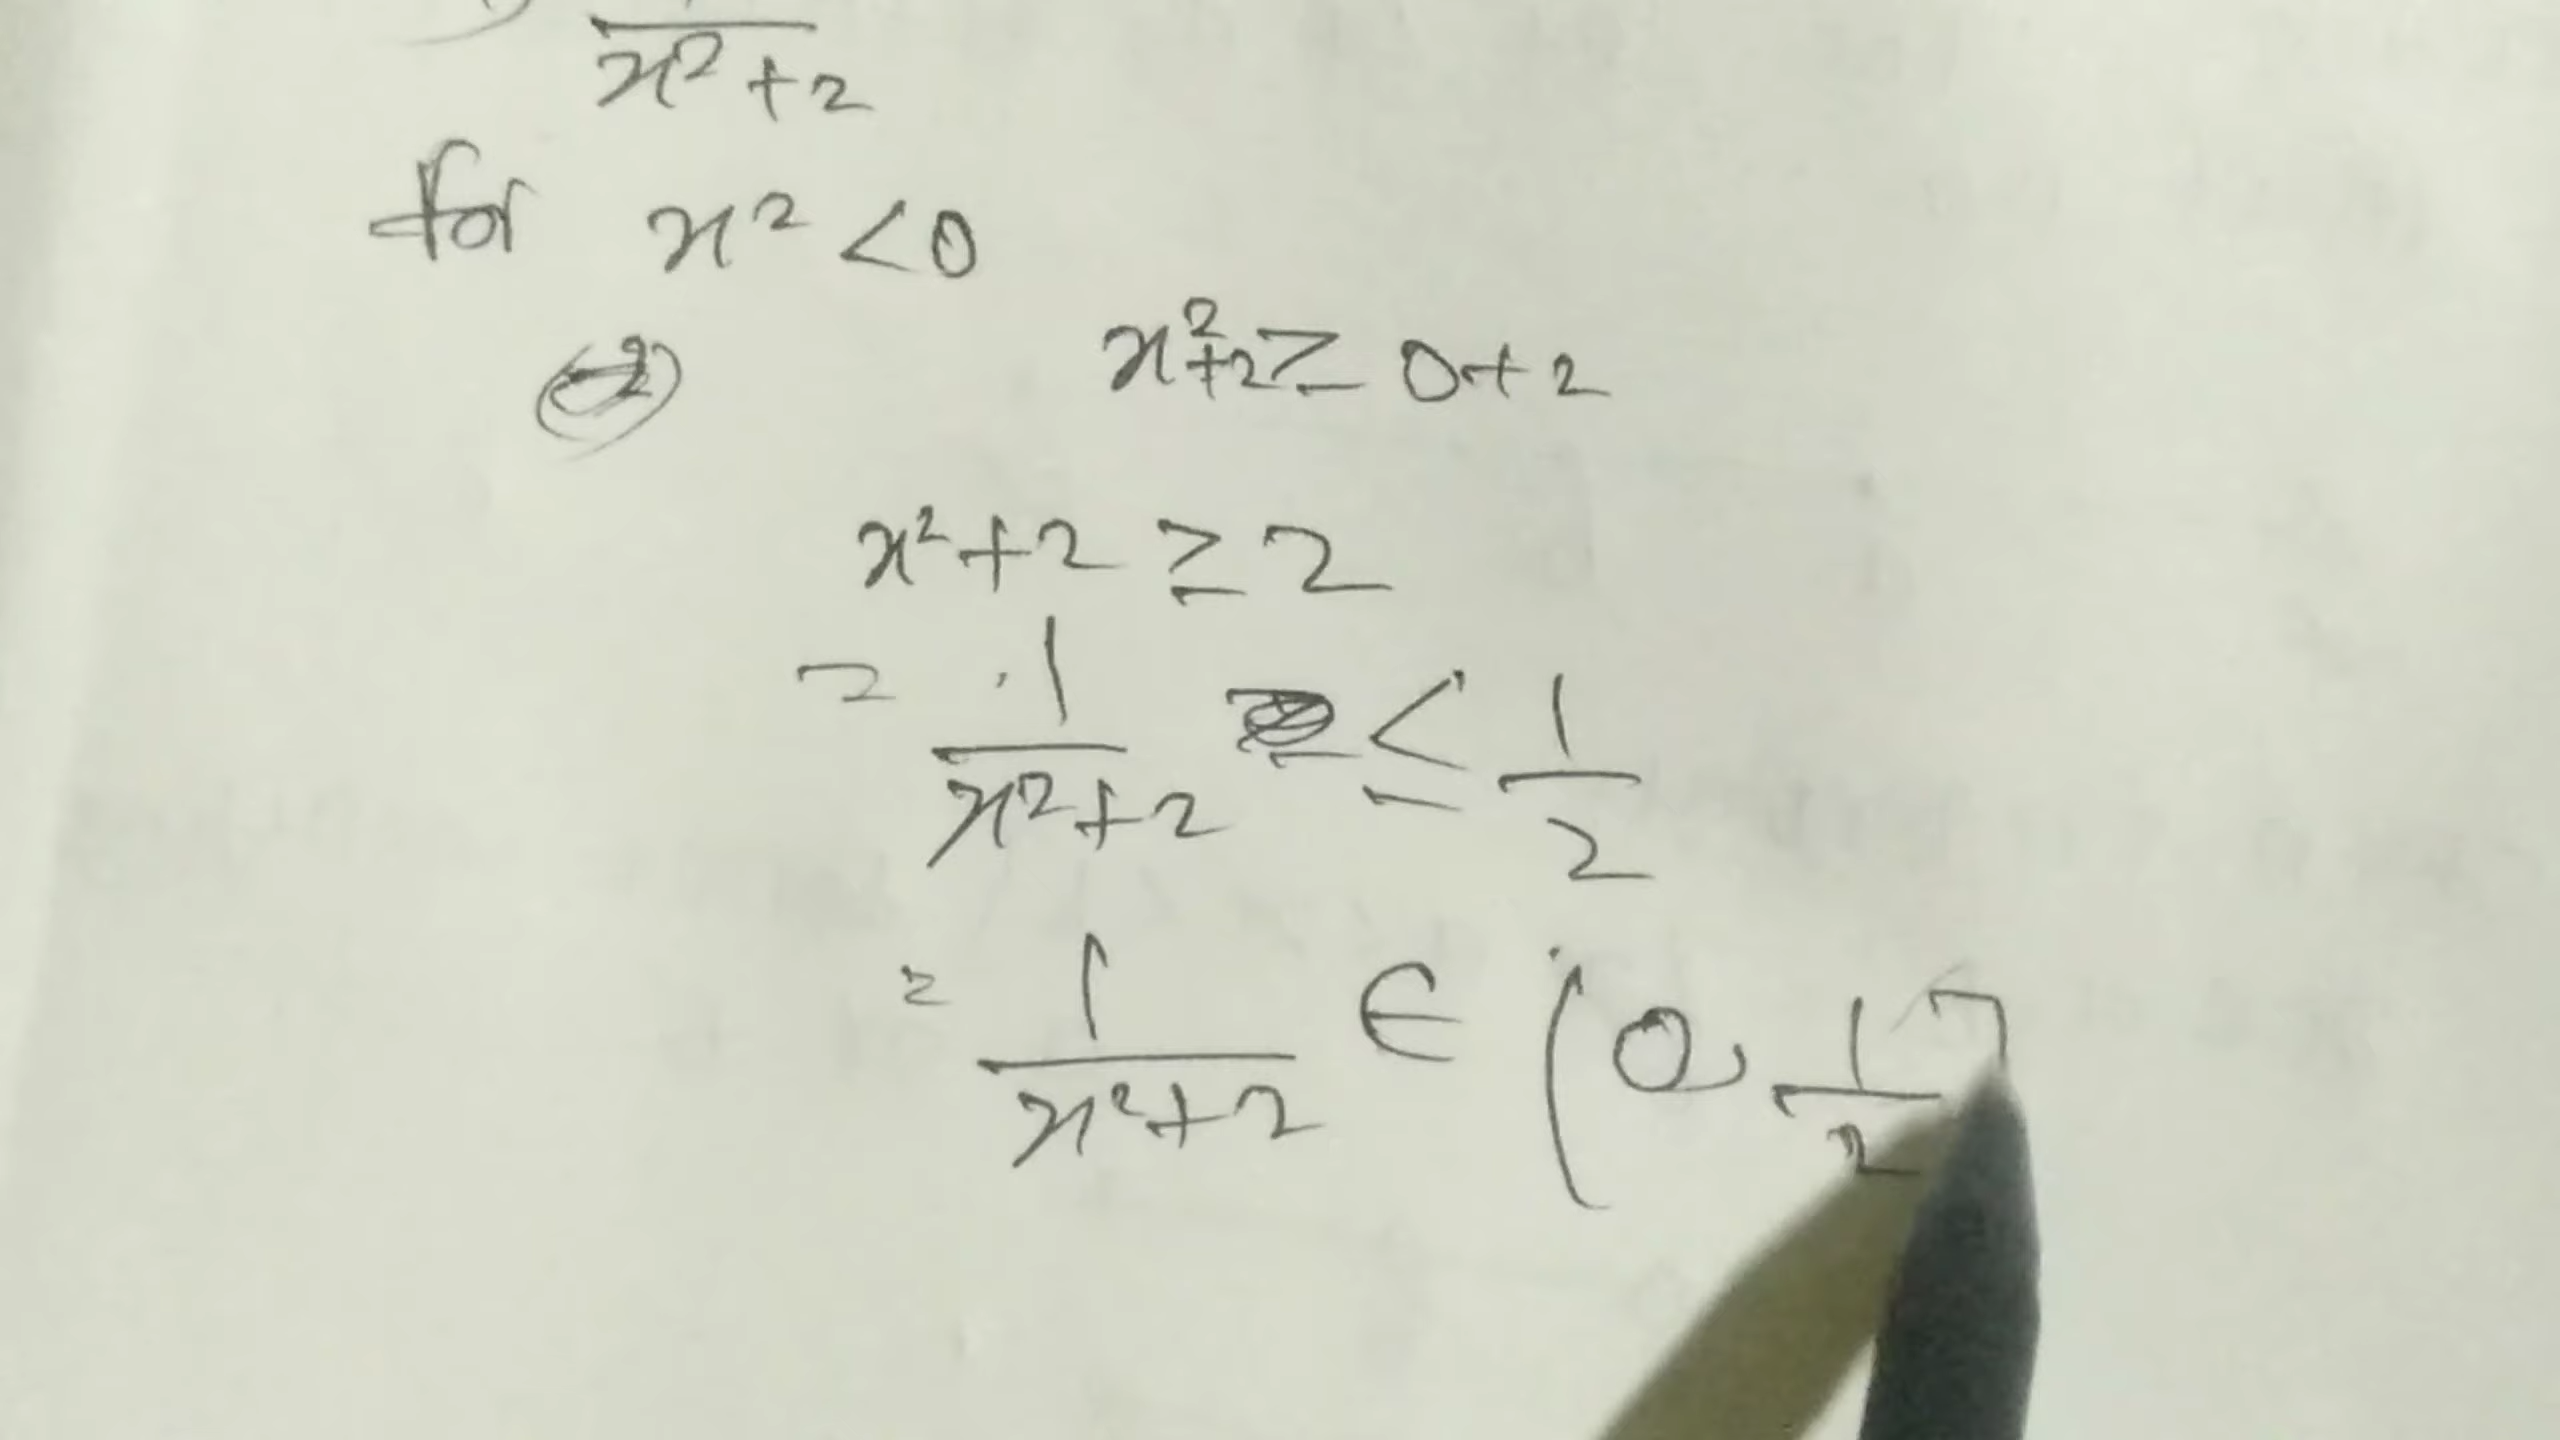 x²+2
for x² < 0
x²+2 ≥ 0+2
x²+2 ≥ 2
= 1/x²+2 ≤ 1/2
= 1/x²+2 ∈ (0, 1/2]